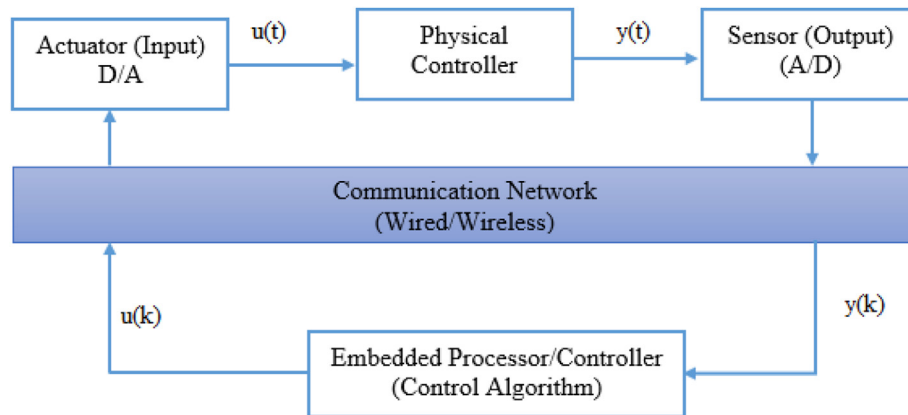 Actuator (Input)
D/A
u(t)
Physical
Controller
y(t)
Sensor (Output)
(A/D)
Communication Network
(Wired/Wireless)
u(k)
y(k)
Embedded Processor/Controller
(Control Algorithm)